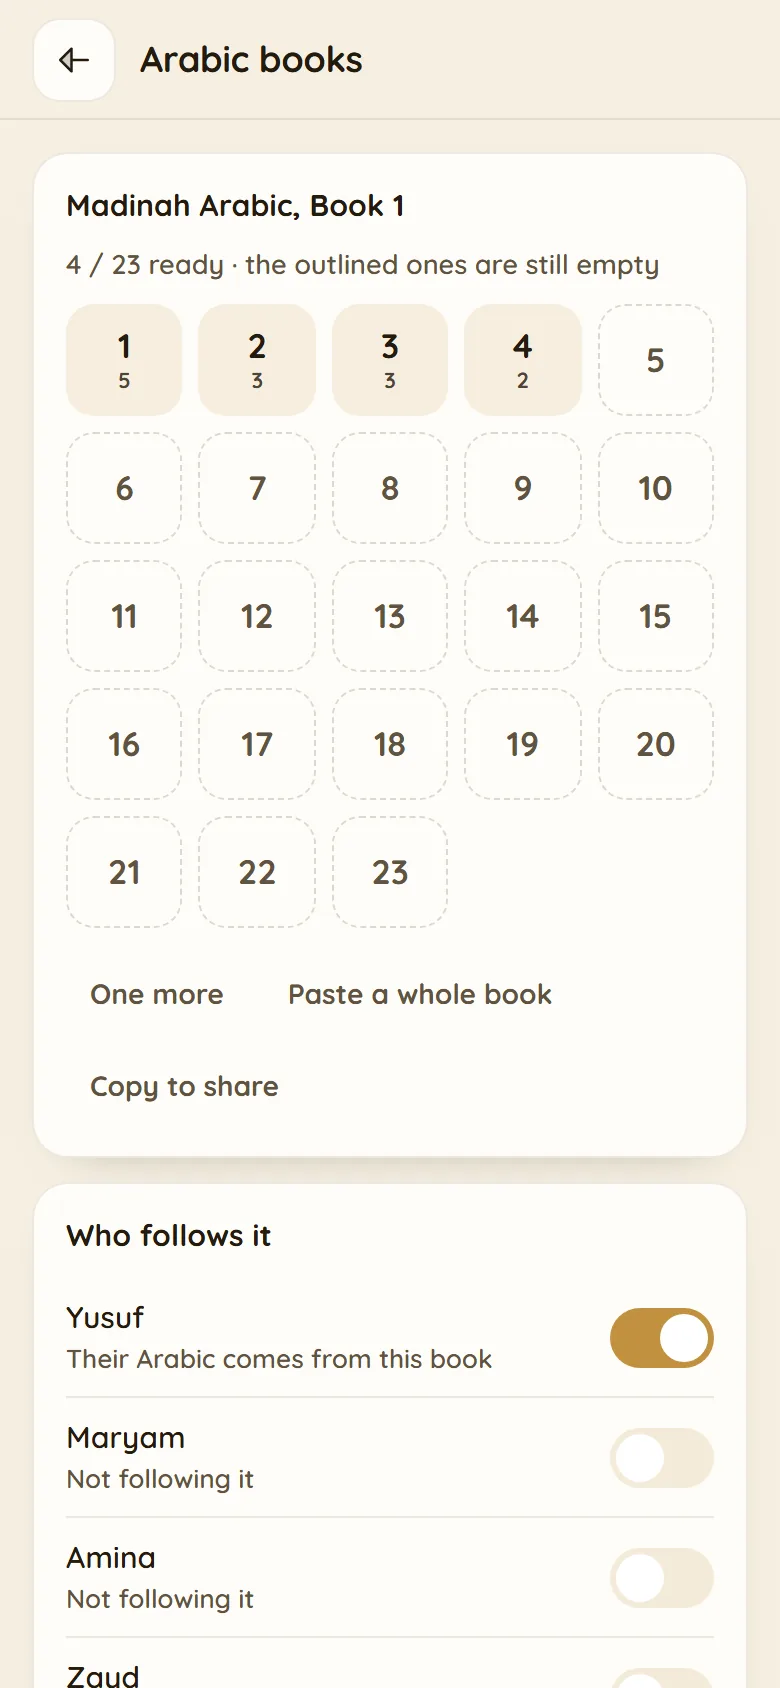 Arabic books
Madinah Arabic, Book 1
4 / 23 ready · the outlined ones are still empty
1 2 3 4 5
5 3 3 2
6 7 8 9 10
11 12 13 14 15
16 17 18 19 20
21 22 23
One more Paste a whole book
Copy to share
Who follows it
Yusuf
Their Arabic comes from this book
Maryam
Not following it
Amina
Not following it
Zayd